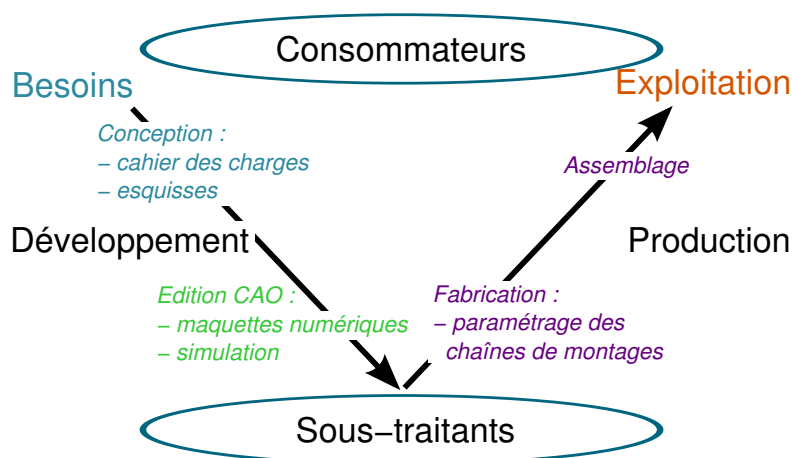 Consommateurs
Besoins
Exploitation
Conception :
– cahier des charges
– esquisses
Assemblage
Développement
Production
Edition CAO :
– maquettes numériques
– simulation
Fabrication :
– paramétrage des
chaînes de montages
Sous–traitants